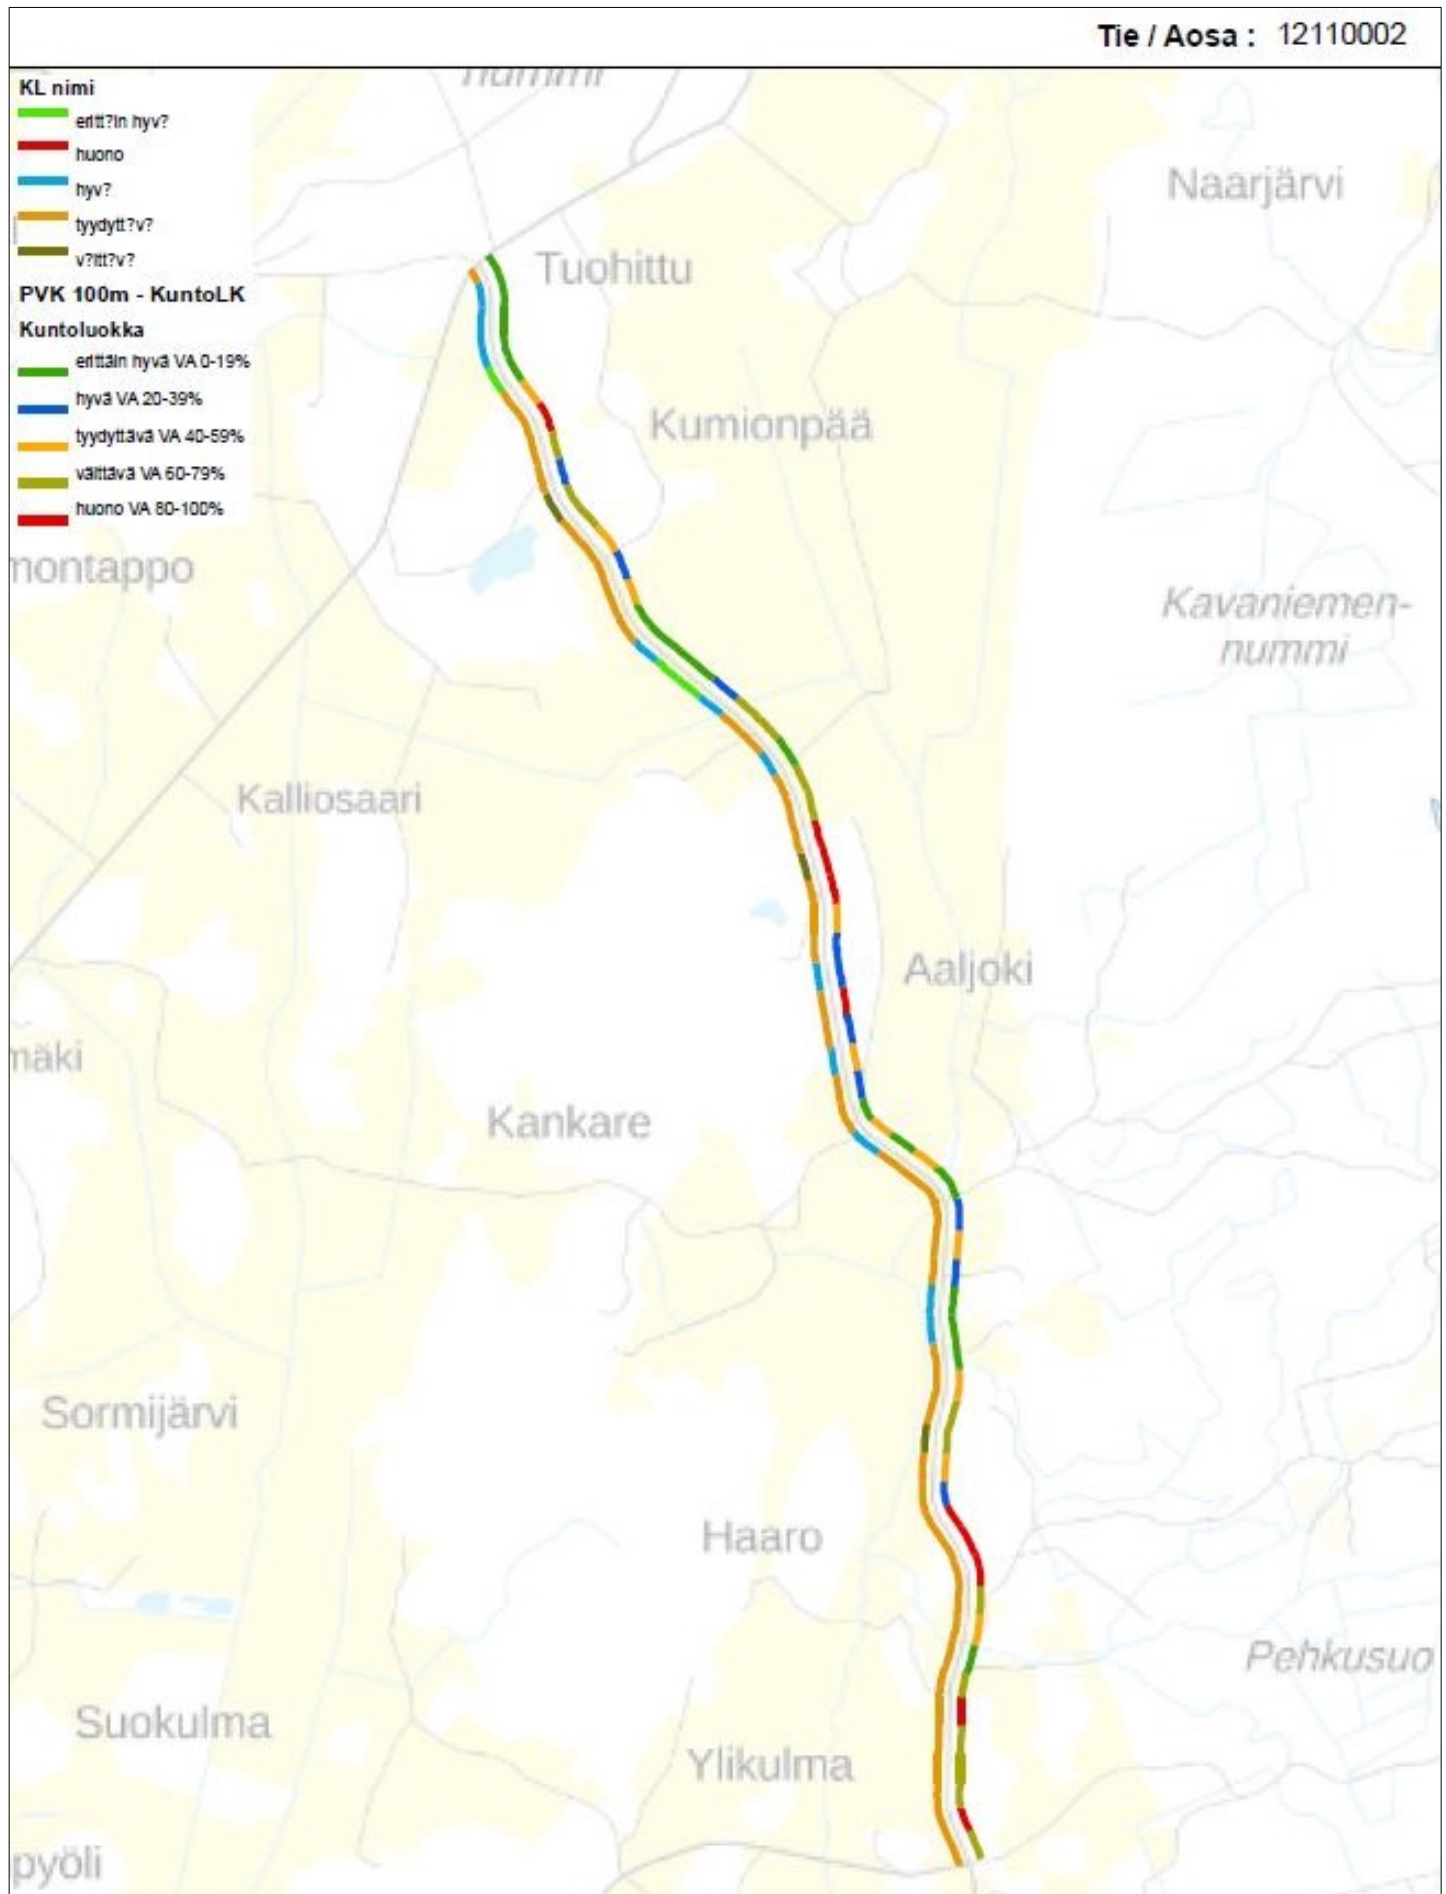 Tie / Aosa : 12110002
KL nimi
eritt?in hyv?
huono
hyv?
tyydytt?v?
v?ltt?v?
PVK 100m - KuntoLK
Kuntoluokka
erittäin hyvä VA 0-19%
hyvä VA 20-39%
tyydyttävä VA 40-59%
välttävä VA 60-79%
huono VA 80-100%
Naarjärvi
Tuohittu
Kumionpää
montappo
Kavaniemen-
nummi
Kalliosaari
Aaljoki
mäki
Kankare
Sormijärvi
Haaro
Pehkusuo
Suokulma
Ylikulma
pyöli